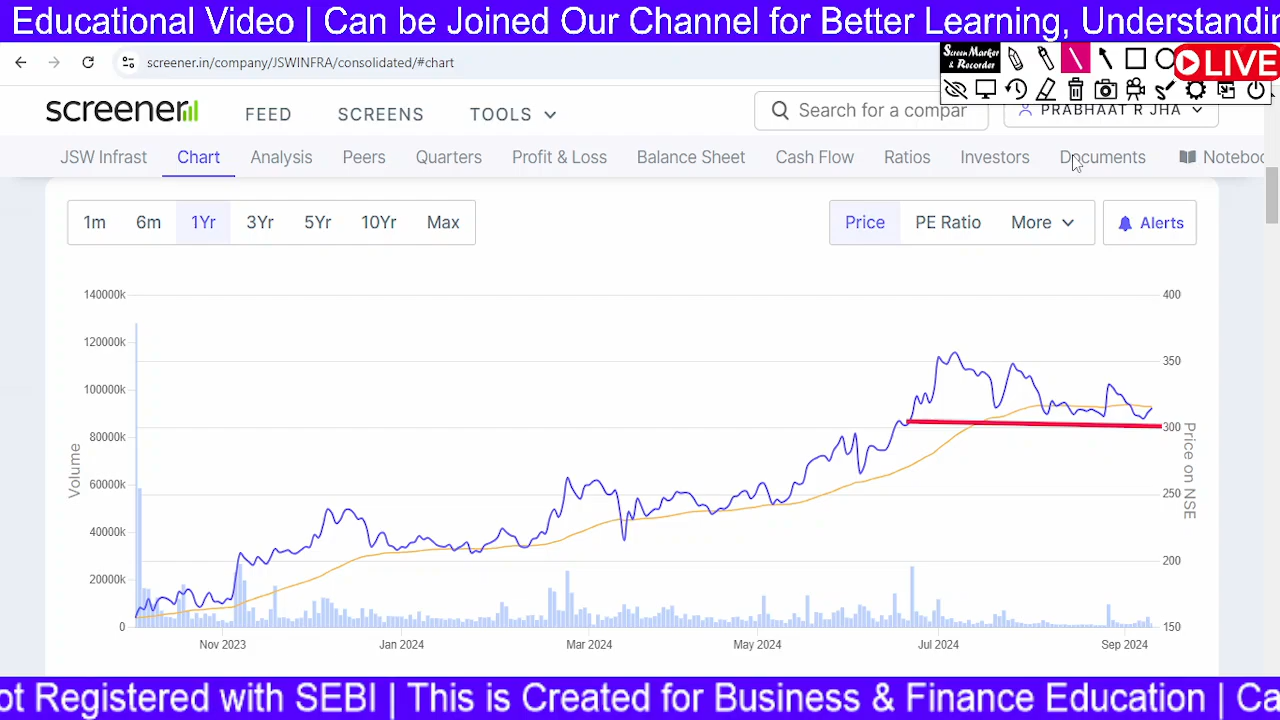 Educational Video | Can be Joined Our Channel for Better Learning, Understandin
screener.in/company/JSWINFRA/consolidated/#chart
Screen Marker & Recorder
LIVE
screener
FEED SCREENS TOOLS
Search for a compar
PRABHAAT R JHA
JSW Infrast Chart Analysis Peers Quarters Profit & Loss Balance Sheet Cash Flow Ratios Investors Documents Noteboo
1m 6m 1Yr 3Yr 5Yr 10Yr Max
Price PE Ratio More Alerts
140000k 400
120000k
350
100000k
80000k
300
60000k
250
40000k
200
20000k
0 150
Volume
Price on NSE
Nov 2023 Jan 2024 Mar 2024 May 2024 Jul 2024 Sep 2024
ot Registered with SEBI | This is Created for Business & Finance Education | Ca